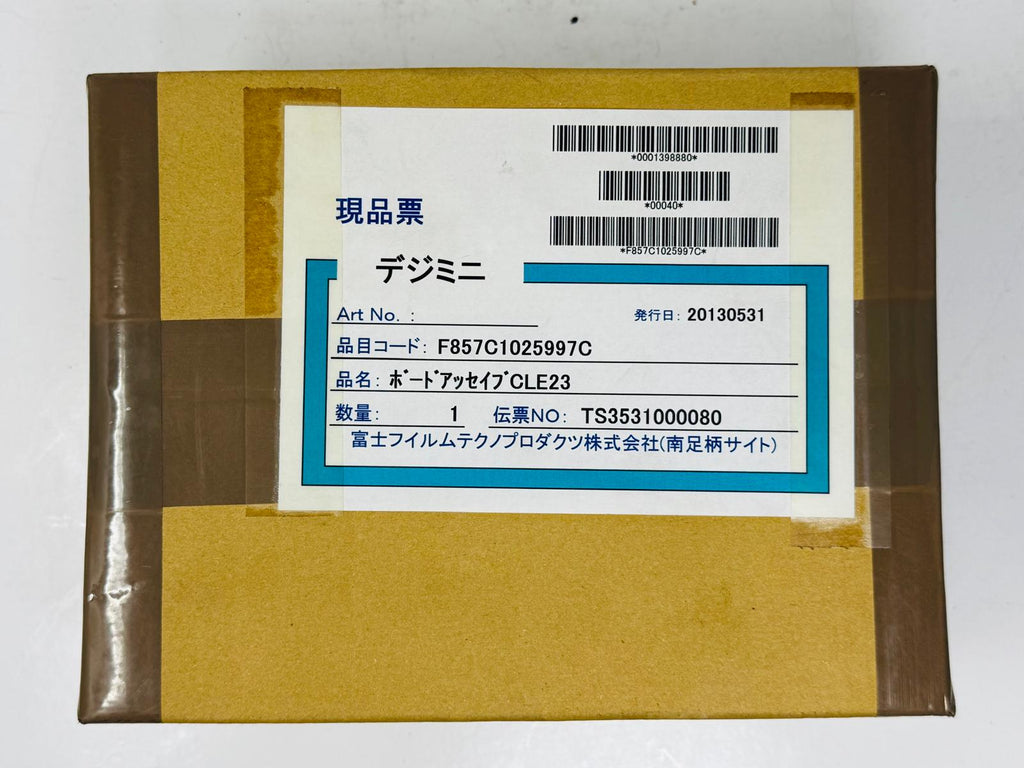 *0001398880*
*00040*
*F857C1025997C*
現品票
デジミニ
Art No. :
発行日: 20130531
品目コード: F857C1025997C
品名: ボードアッセイブCLE23
数量: 1 伝票NO: TS3531000080
富士フイルムテクノプロダクツ株式会社(南足柄サイト)